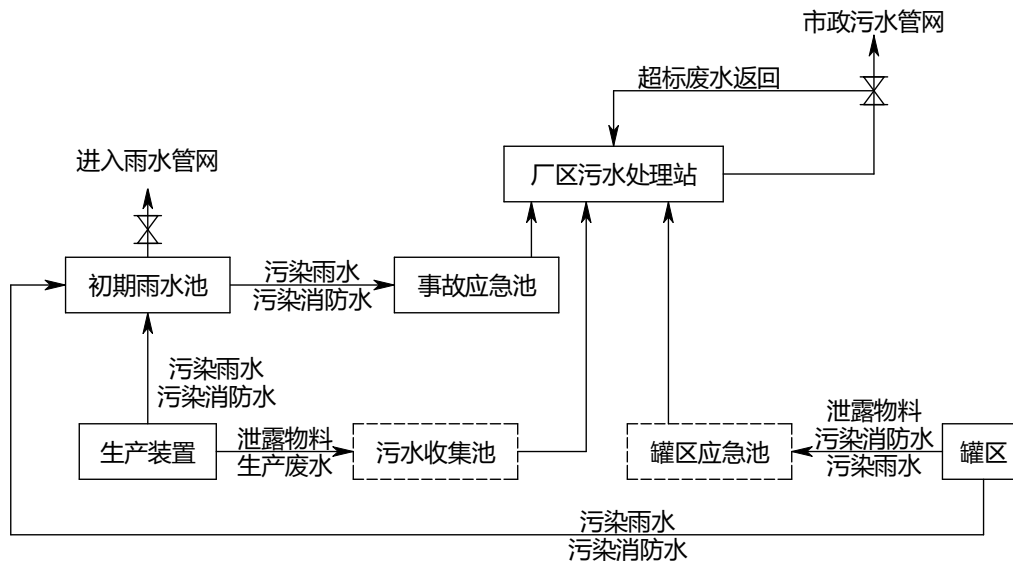 市政污水管网
超标废水返回
进入雨水管网
厂区污水处理站
初期雨水池
污染雨水
污染消防水
事故应急池
污染雨水
污染消防水
生产装置
泄露物料
生产废水
污水收集池
罐区应急池
泄露物料
污染消防水
污染雨水
罐区
污染雨水
污染消防水